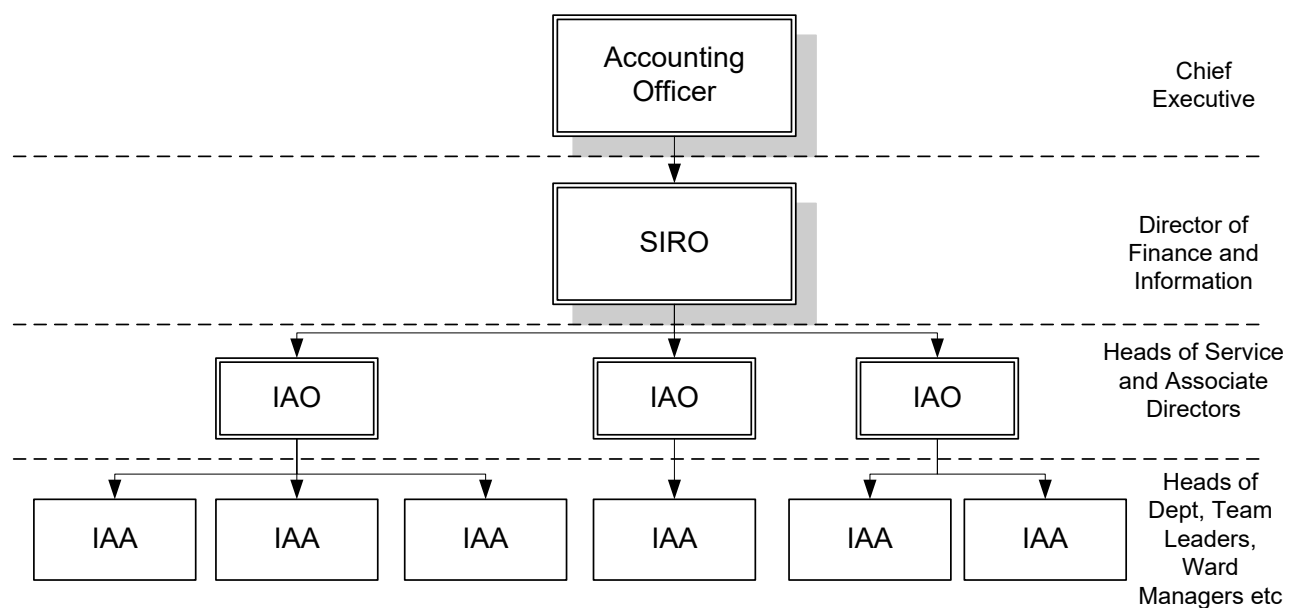 Accounting
Officer
Chief
Executive
SIRO
Director of
Finance and
Information
IAO
IAO
IAO
Heads of Service
and Associate
Directors
IAA
IAA
IAA
IAA
IAA
IAA
Heads of
Dept, Team
Leaders,
Ward
Managers etc